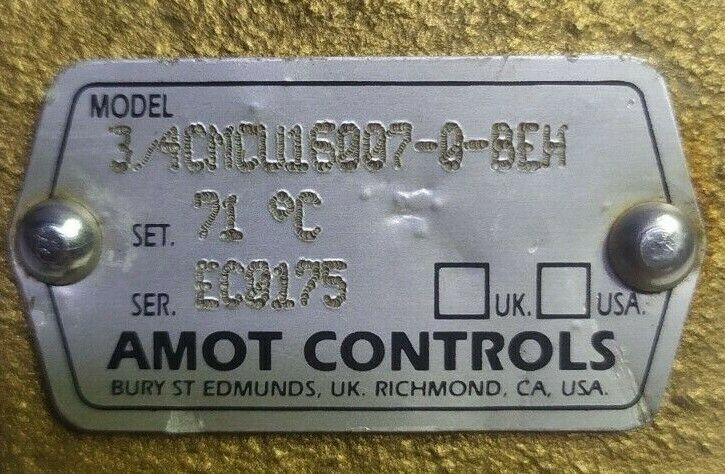 MODEL
3/ACMCU16007-0-BEH
SET. 71 °C
SER. EC0175 UK. USA.
AMOT CONTROLS
BURY ST EDMUNDS, UK. RICHMOND, CA, USA.